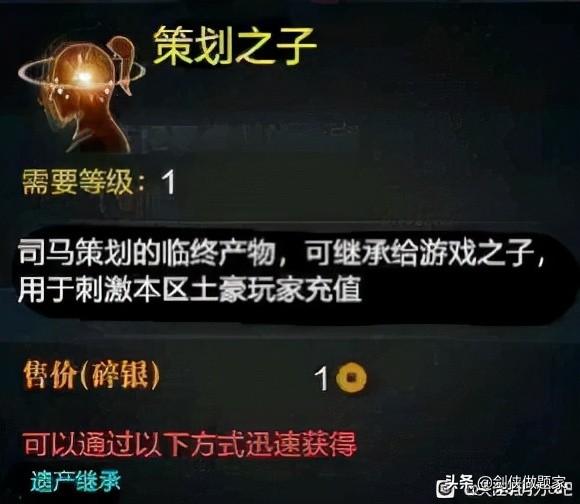 策划之子
需要等级：1
司马策划的临终产物，可继承给游戏之子，
用于刺激本区土豪玩家充值
售价(碎银) 1
可以通过以下方式迅速获得
遗产继承
头条 @剑侠做题家